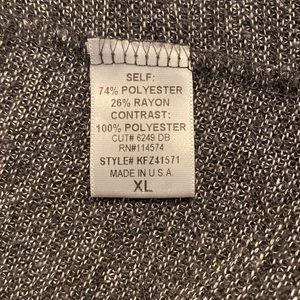 SELF:
74% POLYESTER
26% RAYON
CONTRAST:
100% POLYESTER
CUT# 6249 DB
RN#114574
STYLE# KFZ41571
MADE IN U.S.A.
XL